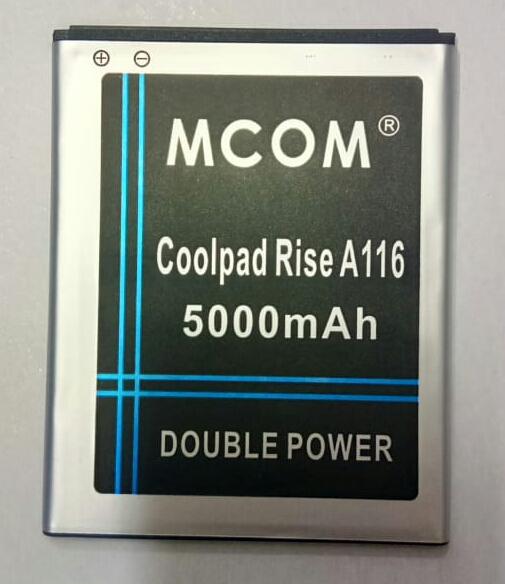 ⊕ ⊖
MCOM®
Coolpad Rise A116
5000mAh
DOUBLE POWER